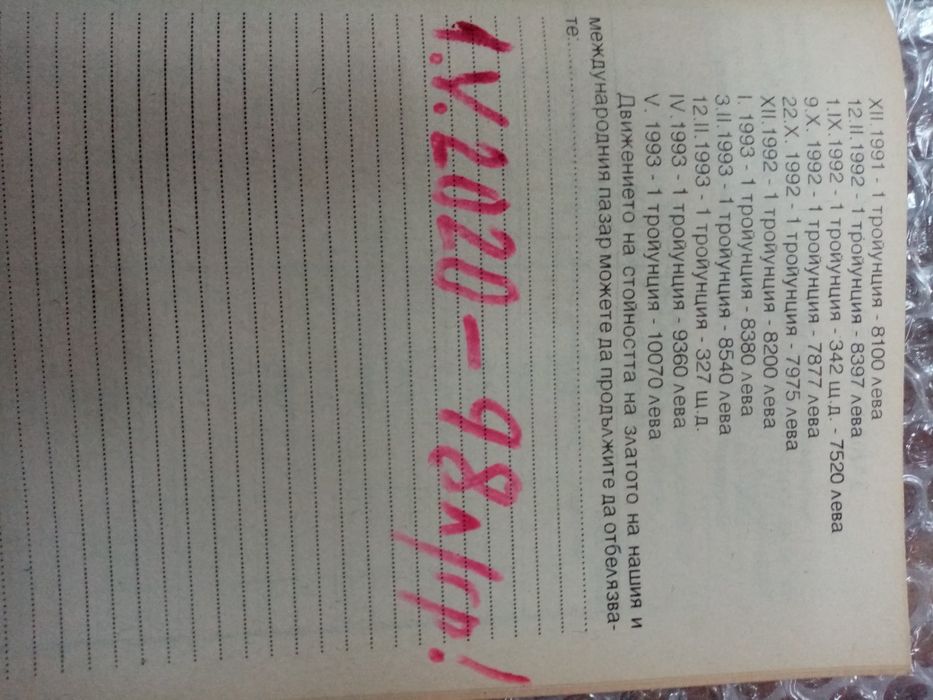 XII.1991 - 1 тройунция - 8100 лева
12.II.1992 - 1 тройунция - 8397 лева
1.IX. 1992 - 1 тройунция - 342 щ.д. - 7520 лева
9.X. 1992 - 1 тройунция - 7877 лева
22.X. 1992 - 1 тройунция - 7975 лева
XII.1992 - 1 тройунция - 8200 лева
I. 1993 - 1 тройунция - 8380 лева
3.II.1993 - 1 тройунция - 8540 лева
12.II.1993 - 1 тройунция - 327 щ.д.
IV.1993 - 1 тройунция - 9360 лева
V. 1993 - 1 тройунция - 10070 лева
Движението на стойността на златото на нашия и
международния пазар можете да продължите да отбелязва-
те:
1.V.2020 - 98л/гр.!